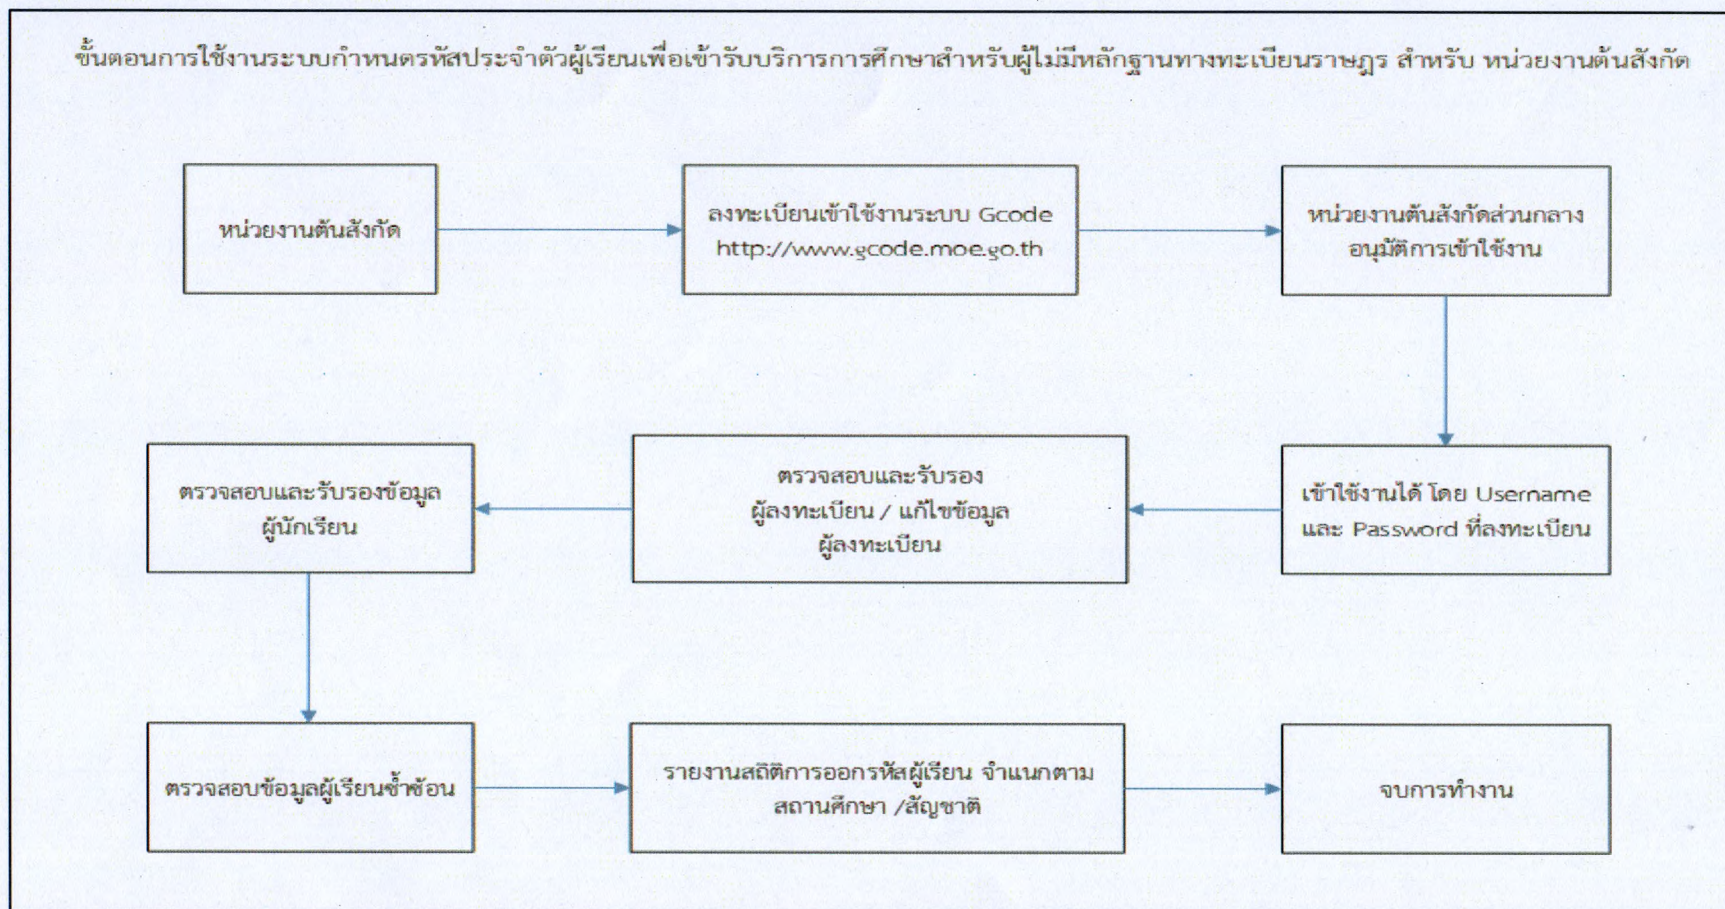 ขั้นตอนการใช้งานระบบกำหนดรหัสประจำตัวผู้เรียนเพื่อเข้ารับบริการการศึกษาสำหรับผู้ไม่มีหลักฐานทางทะเบียนราษฎร สำหรับ หน่วยงานต้นสังกัด
หน่วยงานต้นสังกัด
ลงทะเบียนเข้าใช้งานระบบ Gcode
http://www.gcode.moe.go.th
หน่วยงานต้นสังกัดส่วนกลาง
อนุมัติการเข้าใช้งาน
เข้าใช้งานได้ โดย Username
และ Password ที่ลงทะเบียน
ตรวจสอบและรับรอง
ผู้ลงทะเบียน / แก้ไขข้อมูล
ผู้ลงทะเบียน
ตรวจสอบและรับรองข้อมูล
ผู้นักเรียน
ตรวจสอบข้อมูลผู้เรียนซ้ำซ้อน
รายงานสถิติการออกรหัสผู้เรียน จำแนกตาม
สถานศึกษา /สัญชาติ
จบการทำงาน